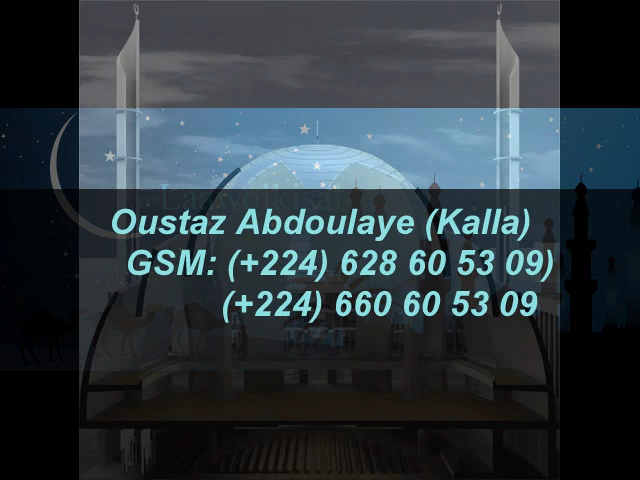 Oustaz Abdoulaye (Kalla)
GSM: (+224) 628 60 53 09)
(+224) 660 60 53 09